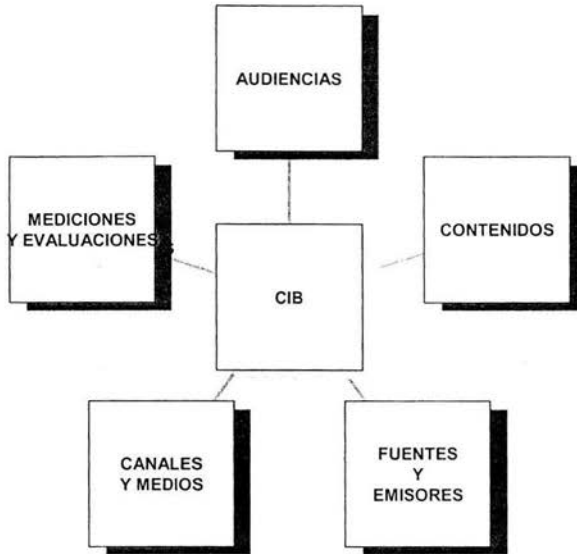 AUDIENCIAS
MEDICIONES
Y EVALUACIONES
CONTENIDOS
CIB
CANALES
Y MEDIOS
FUENTES
Y
EMISORES